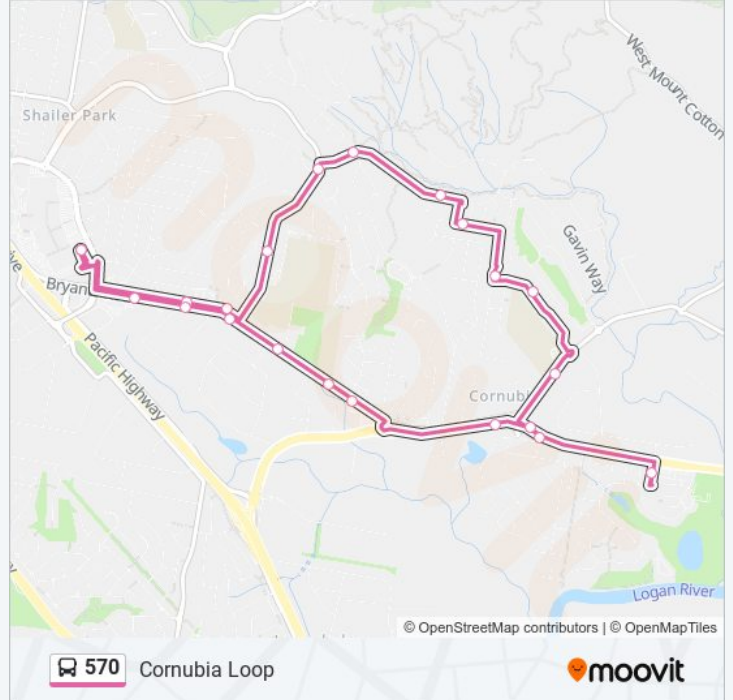 West Mount Cotton
Shailer Park
Gavin Way
Bryan
Pacific Highway
Cornubi
Logan River
© OpenStreetMap contributors | © OpenMapTiles
570 Cornubia Loop
moovit